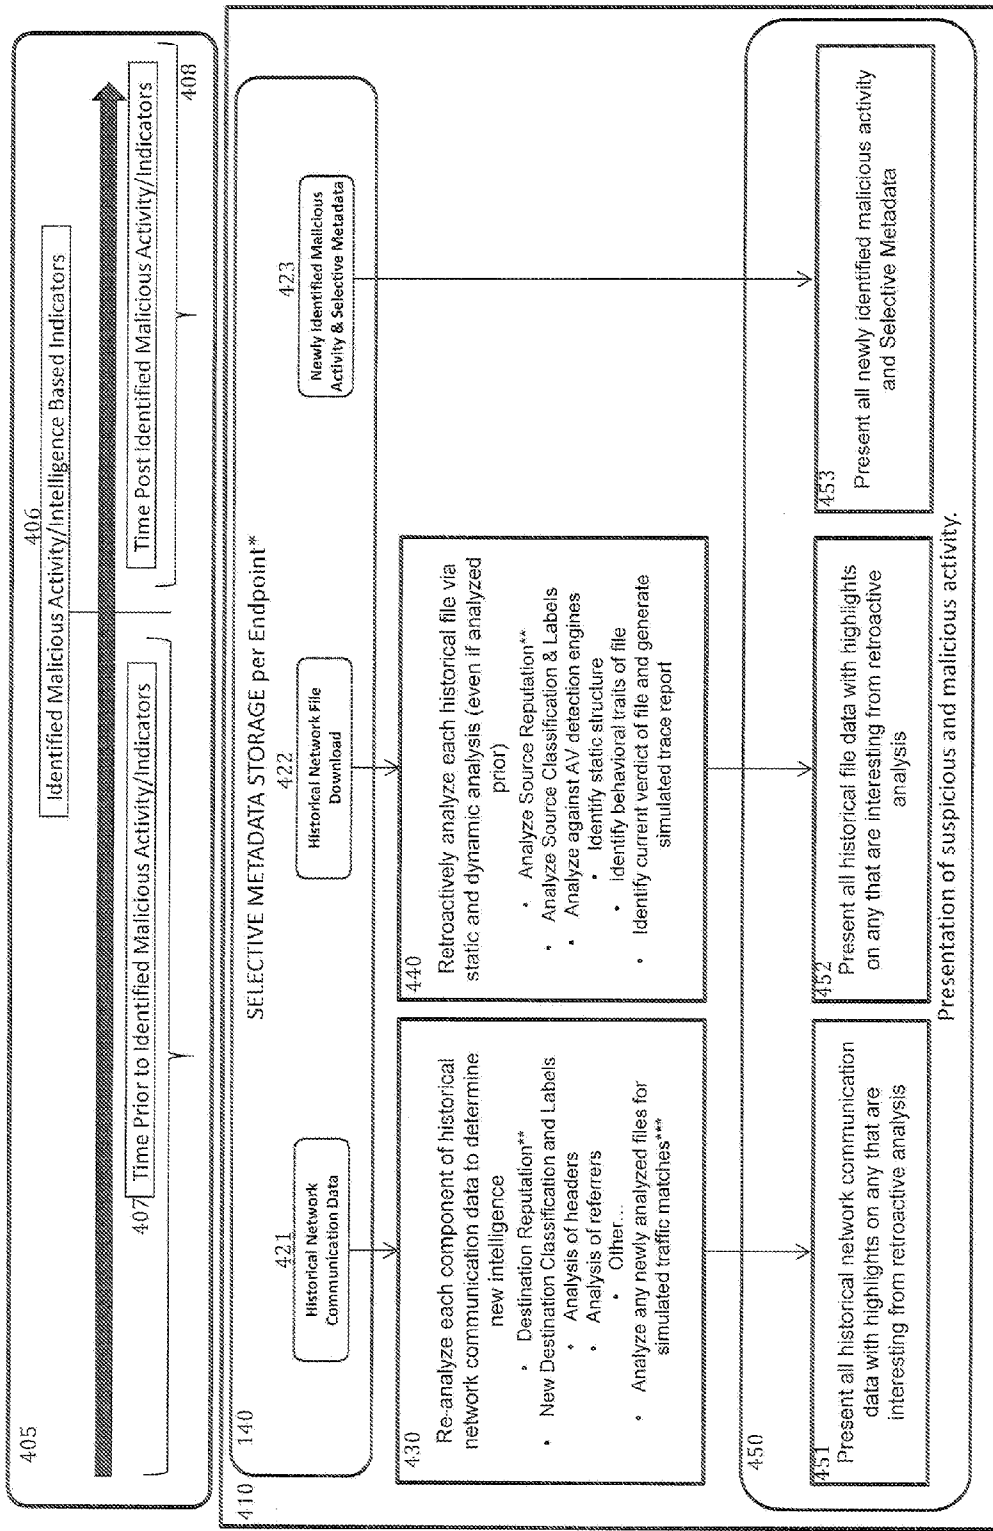 405
406
Identified Malicious Activity/Intelligence Based Indicators
407
Time Prior to Identified Malicious Activity/Indicators
Time Post Identified Malicious Activity/Indicators
408
410
140
SELECTIVE METADATA STORAGE per Endpoint*
421
Historical Network
Communication Data
422
Historical Network File
Download
423
Newly Identified Malicious
Activity & Selective Metadata
430
Re-analyze each component of historical
network communication data to determine
new intelligence
• Destination Reputation**
• New Destination Classification and Labels
• Analysis of headers
• Analysis of referrers
• Other...
• Analyze any newly analyzed files for
simulated traffic matches***
440
Retroactively analyze each historical file via
static and dynamic analysis (even if analyzed
prior)
• Analyze Source Reputation**
• Analyze Source Classification & Labels
• Analyze against AV detection engines
• Identify static structure
• Identify behavioral traits of file
• Identify current verdict of file and generate
simulated trace report
450
451
Present all historical network communication
data with highlights on any that are
interesting from retroactive analysis
452
Present all historical file data with highlights
on any that are interesting from retroactive
analysis
453
Present all newly identified malicious activity
and Selective Metadata
Presentation of suspicious and malicious activity.